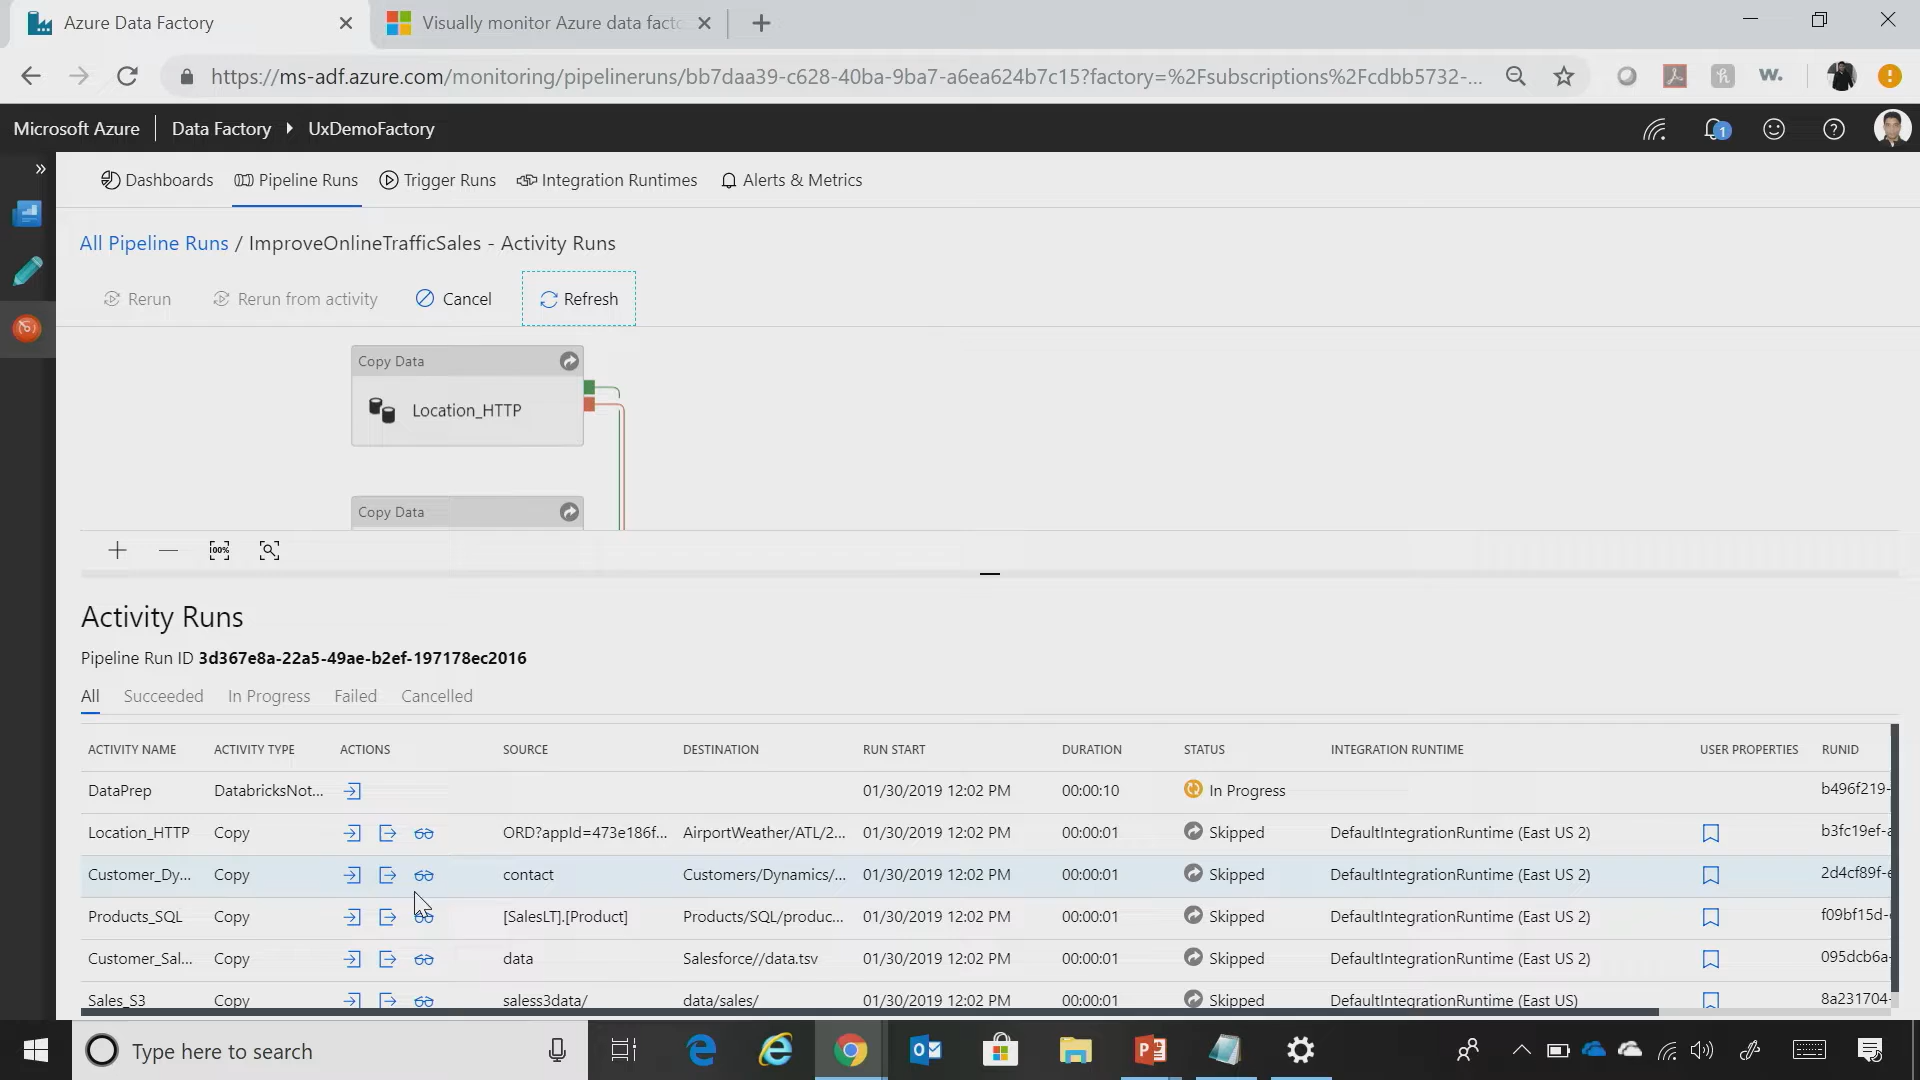 Azure Data Factory
Visually monitor Azure data facto
https://ms-adf.azure.com/monitoring/pipelineruns/bb7daa39-c628-40ba-9ba7-a6ea624b7c15?factory=%2Fsubscriptions%2Fcdbb5732-...
Microsoft Azure Data Factory UxDemoFactory 1
Dashboards Pipeline Runs Trigger Runs Integration Runtimes Alerts & Metrics
All Pipeline Runs / ImproveOnlineTrafficSales - Activity Runs
Rerun Rerun from activity Cancel Refresh
Copy Data
Location_HTTP
Copy Data
100%
Activity Runs
Pipeline Run ID 3d367e8a-22a5-49ae-b2ef-197178ec2016
All Succeeded In Progress Failed Cancelled
ACTIVITY NAME ACTIVITY TYPE ACTIONS SOURCE DESTINATION RUN START DURATION STATUS INTEGRATION RUNTIME USER PROPERTIES RUNID
DataPrep DatabricksNot... 01/30/2019 12:02 PM 00:00:10 In Progress b496f219-
Location_HTTP Copy ORD?appId=473e186f... AirportWeather/ATL/2... 01/30/2019 12:02 PM 00:00:01 Skipped DefaultIntegrationRuntime (East US 2) b3fc19ef-a
Customer_Dy... Copy contact Customers/Dynamics/... 01/30/2019 12:02 PM 00:00:01 Skipped DefaultIntegrationRuntime (East US 2) 2d4cf89f-e
Products_SQL Copy [SalesLT].[Product] Products/SQL/produc... 01/30/2019 12:02 PM 00:00:01 Skipped DefaultIntegrationRuntime (East US 2) f09bf15d-
Customer_Sal... Copy data Salesforce//data.tsv 01/30/2019 12:02 PM 00:00:01 Skipped DefaultIntegrationRuntime (East US 2) 095dcb6a-
Sales_S3 Copy saless3data/ data/sales/ 01/30/2019 12:02 PM 00:00:01 Skipped DefaultIntegrationRuntime (East US) 8a231704-
Type here to search